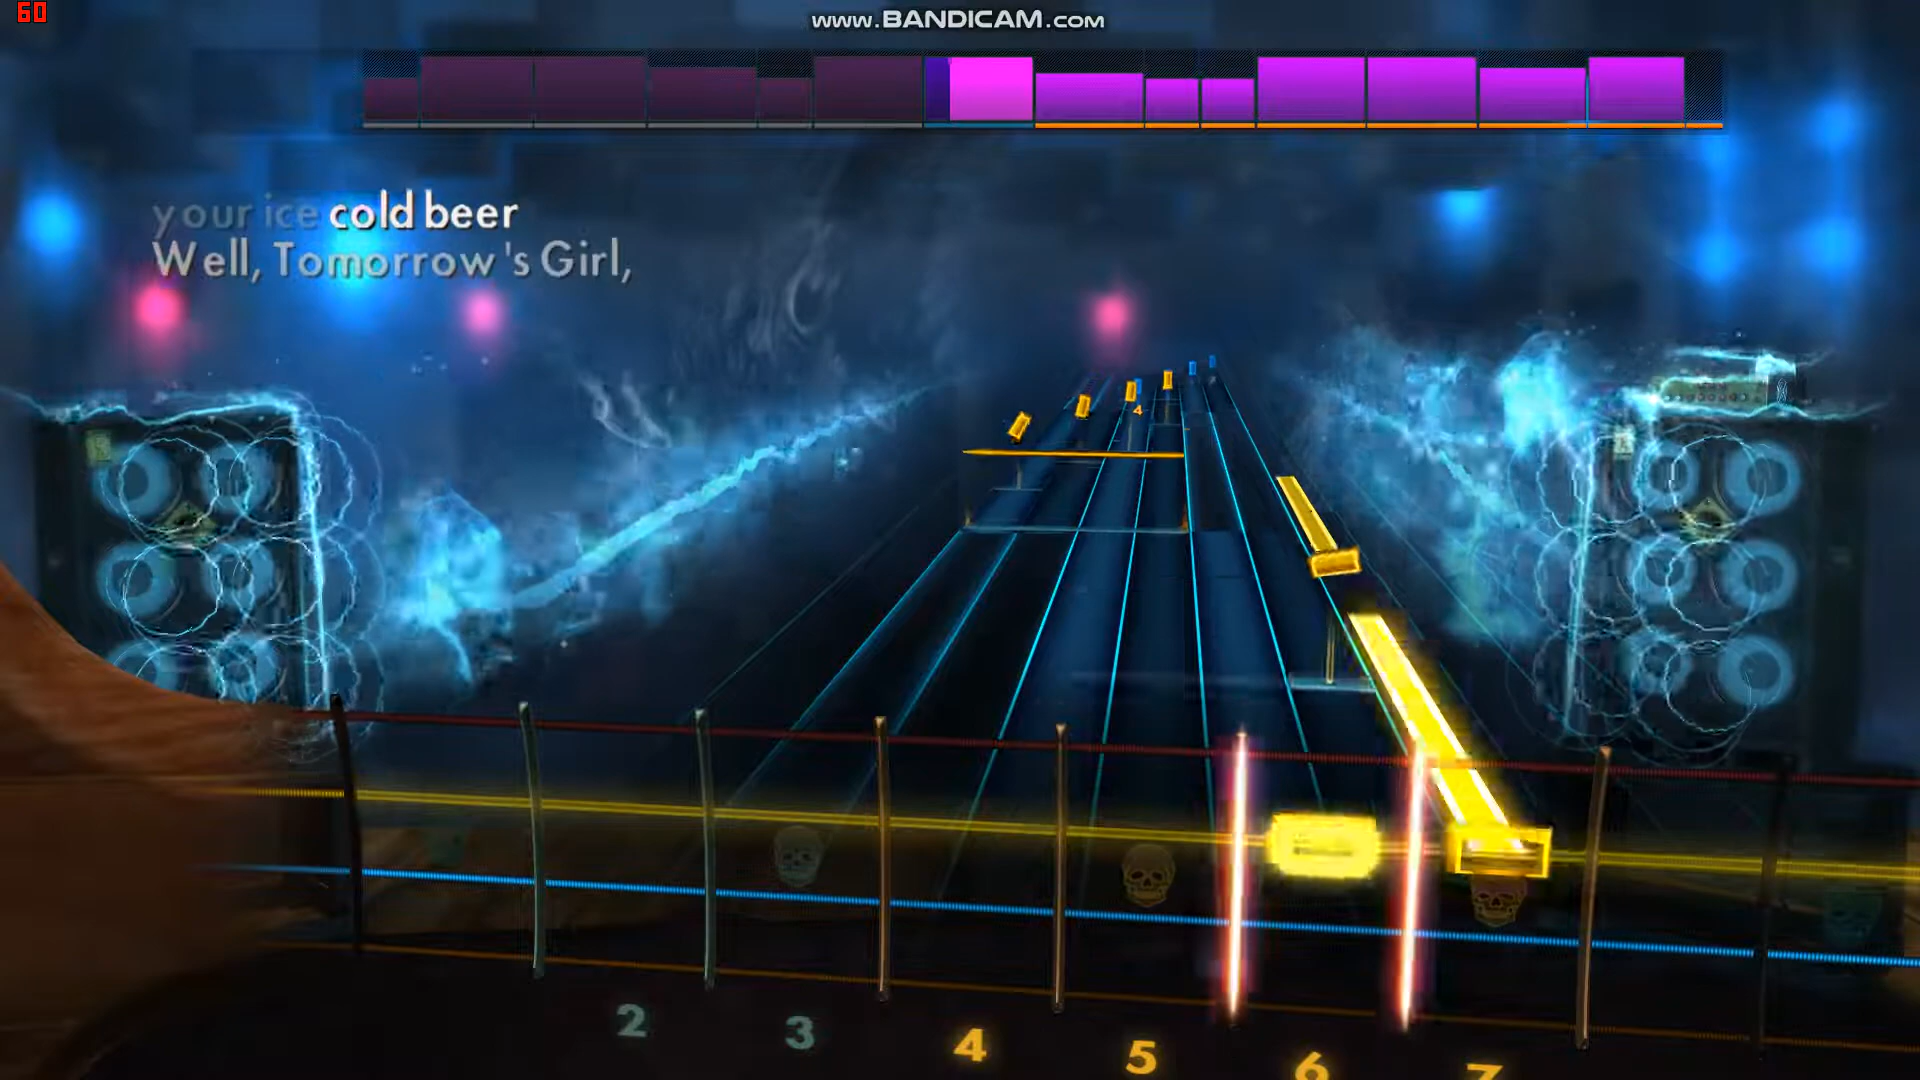 60
www.BANDICAM.com
your ice cold beer
Well, Tomorrow's Girl,
4
2 3 4 5 6 7